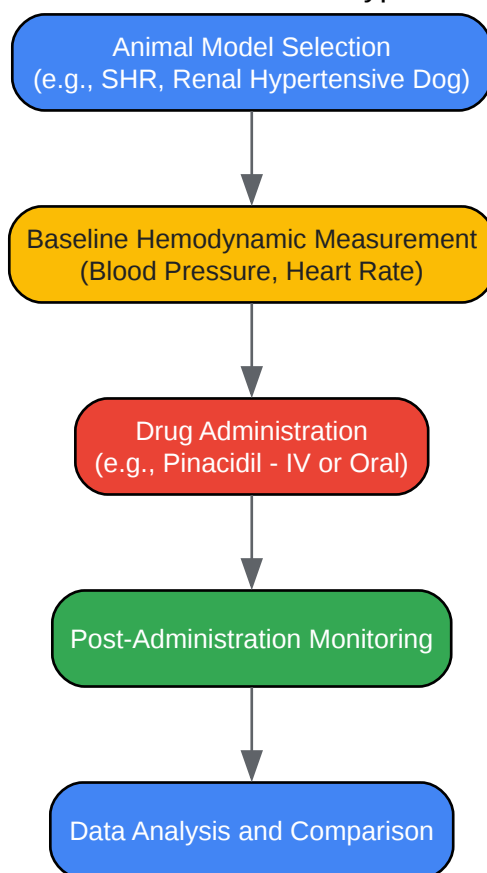 Animal Model Selection
(e.g., SHR, Renal Hypertensive Dog)
Baseline Hemodynamic Measurement
(Blood Pressure, Heart Rate)
Drug Administration
(e.g., Pinacidil - IV or Oral)
Post-Administration Monitoring
Data Analysis and Comparison